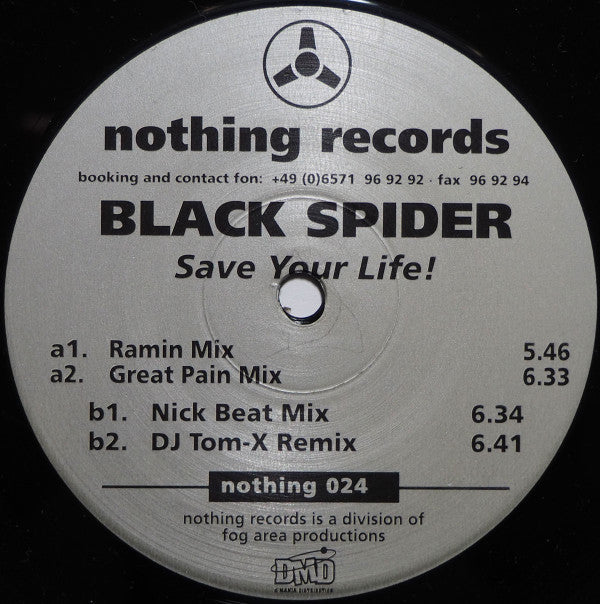 nothing records
booking and contact fon: +49 (0)6571 96 92 92 · fax 96 92 94
BLACK SPIDER
Save Your Life!
a1. Ramin Mix 5.46
a2. Great Pain Mix 6.33
b1. Nick Beat Mix 6.34
b2. DJ Tom-X Remix 6.41
nothing 024
nothing records is a division of
fog area productions
DMD